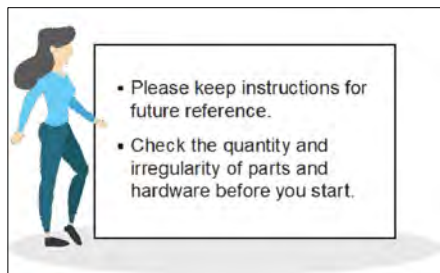 ▪ Please keep instructions for
future reference.
▪ Check the quantity and
irregularity of parts and
hardware before you start.